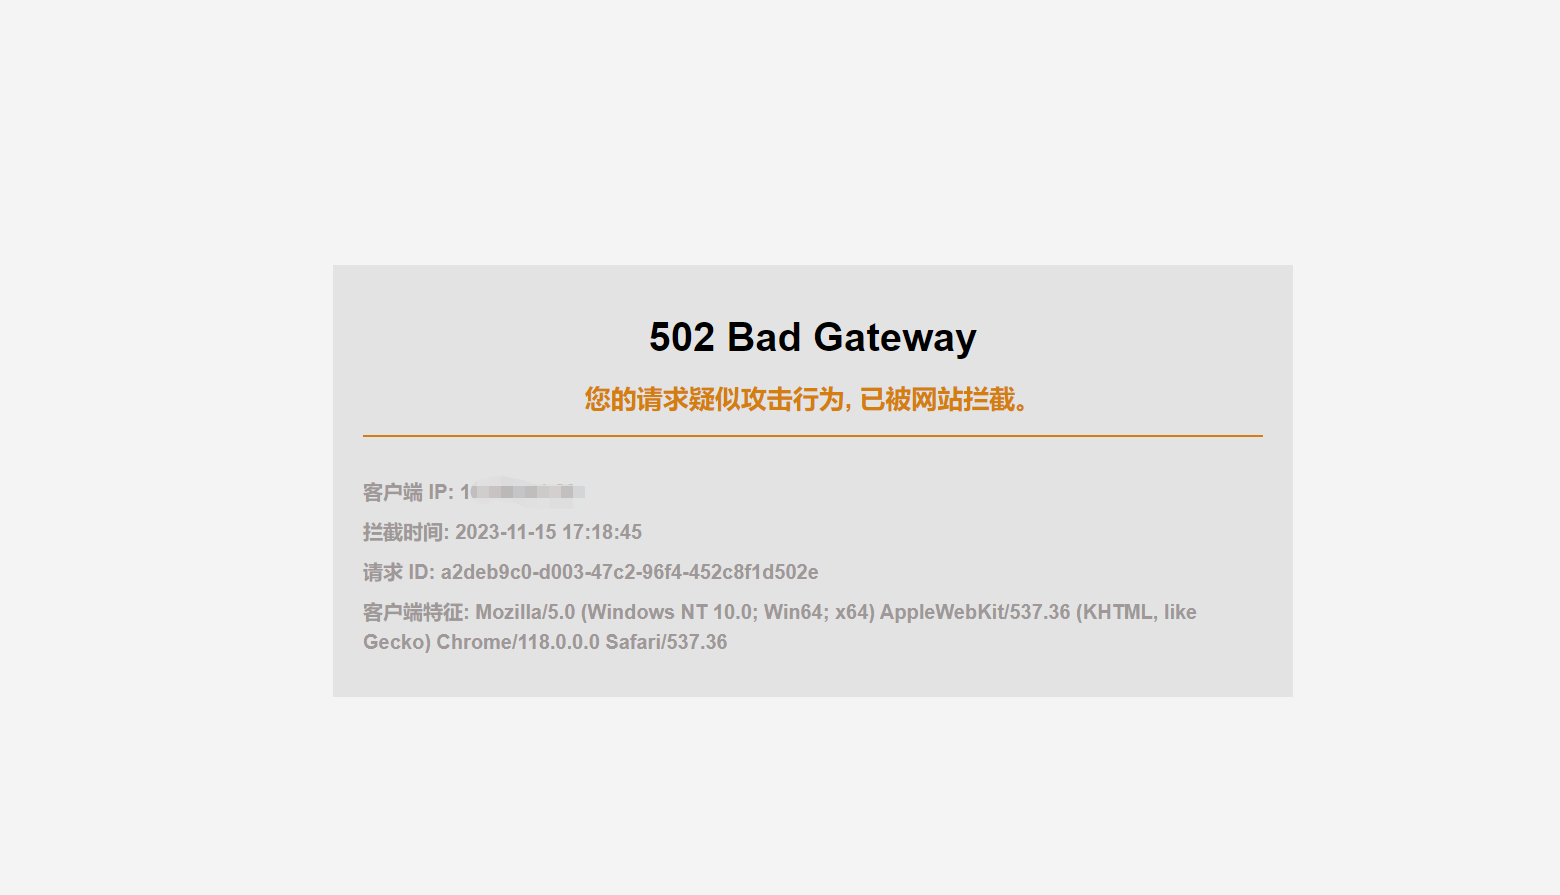 502 Bad Gateway
您的请求疑似攻击行为, 已被网站拦截。
客户端 IP: 1
拦截时间: 2023-11-15 17:18:45
请求 ID: a2deb9c0-d003-47c2-96f4-452c8f1d502e
客户端特征: Mozilla/5.0 (Windows NT 10.0; Win64; x64) AppleWebKit/537.36 (KHTML, like
Gecko) Chrome/118.0.0.0 Safari/537.36